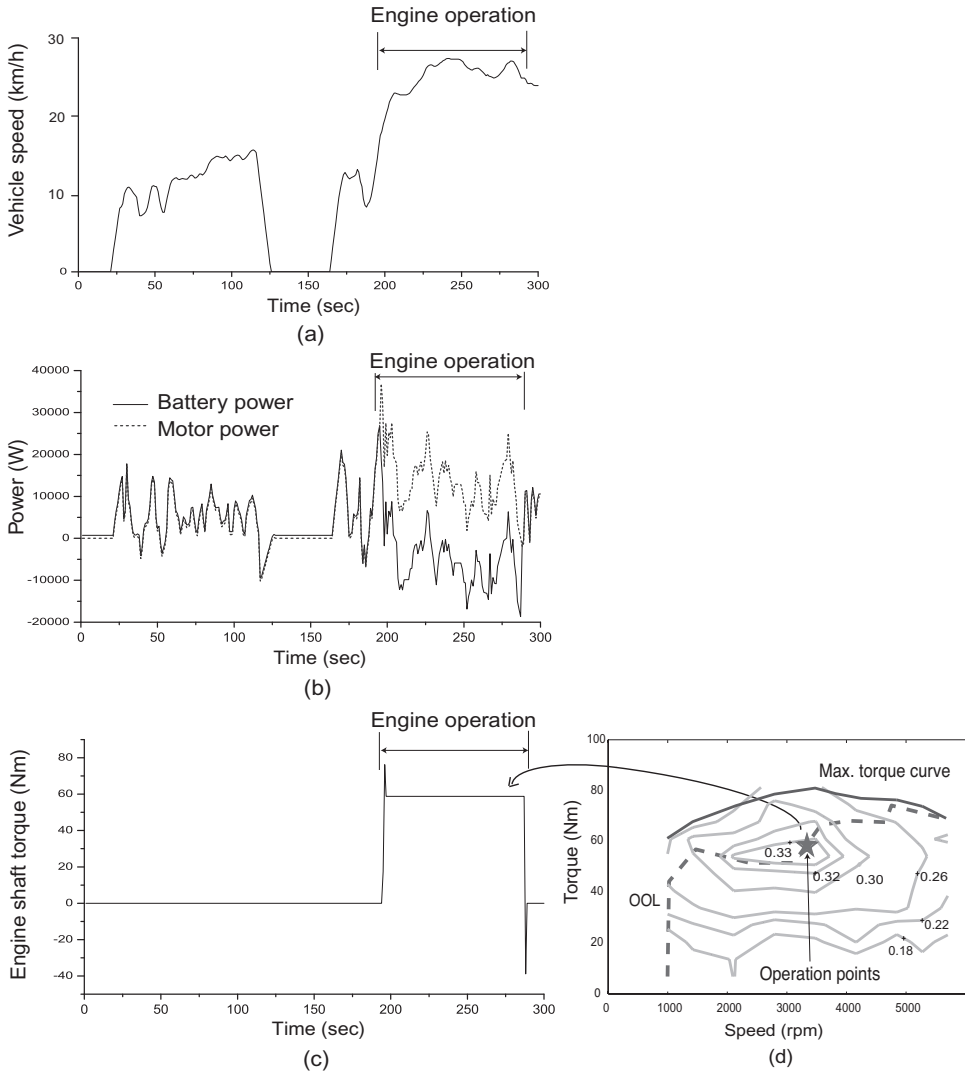 Engine operation
Vehicle speed (km/h)
30
20
10
0
0 50 100 150 200 250 300
Time (sec)
(a)
Engine operation
Battery power
Motor power
Power (W)
40000
30000
20000
10000
0
-10000
-20000
0 50 100 150 200 250 300
Time (sec)
(b)
Engine operation
Engine shaft torque (Nm)
80
60
40
20
0
-20
-40
0 50 100 150 200 250 300
Time (sec)
(c)
Torque (Nm)
100
80
60
40
20
0
Max. torque curve
0.33
0.32
0.30
0.26
0.22
0.18
OOL
Operation points
0 1000 2000 3000 4000 5000
Speed (rpm)
(d)